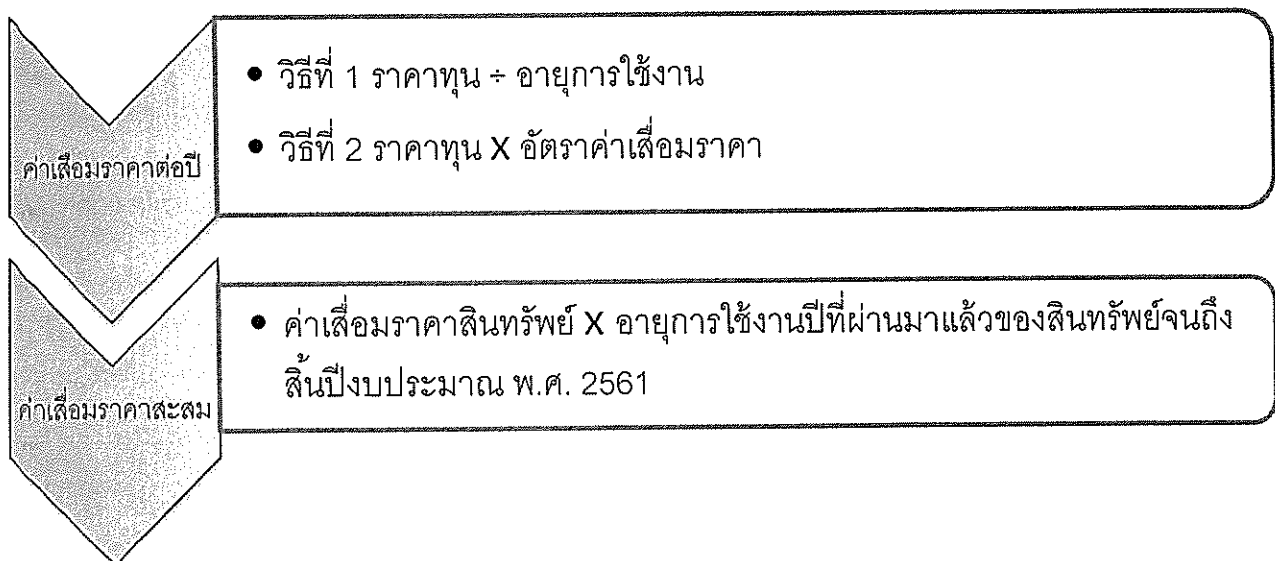 ค่าเสื่อมราคาต่อปี
• วิธีที่ 1 ราคาทุน ÷ อายุการใช้งาน
• วิธีที่ 2 ราคาทุน X อัตราค่าเสื่อมราคา
ค่าเสื่อมราคาสะสม
• ค่าเสื่อมราคาสินทรัพย์ X อายุการใช้งานปีที่ผ่านมาแล้วของสินทรัพย์จนถึง
สิ้นปีงบประมาณ พ.ศ. 2561